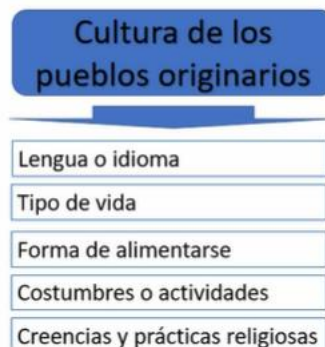 Cultura de los
pueblos originarios
Lengua o idioma
Tipo de vida
Forma de alimentarse
Costumbres o actividades
Creencias y prácticas religiosas